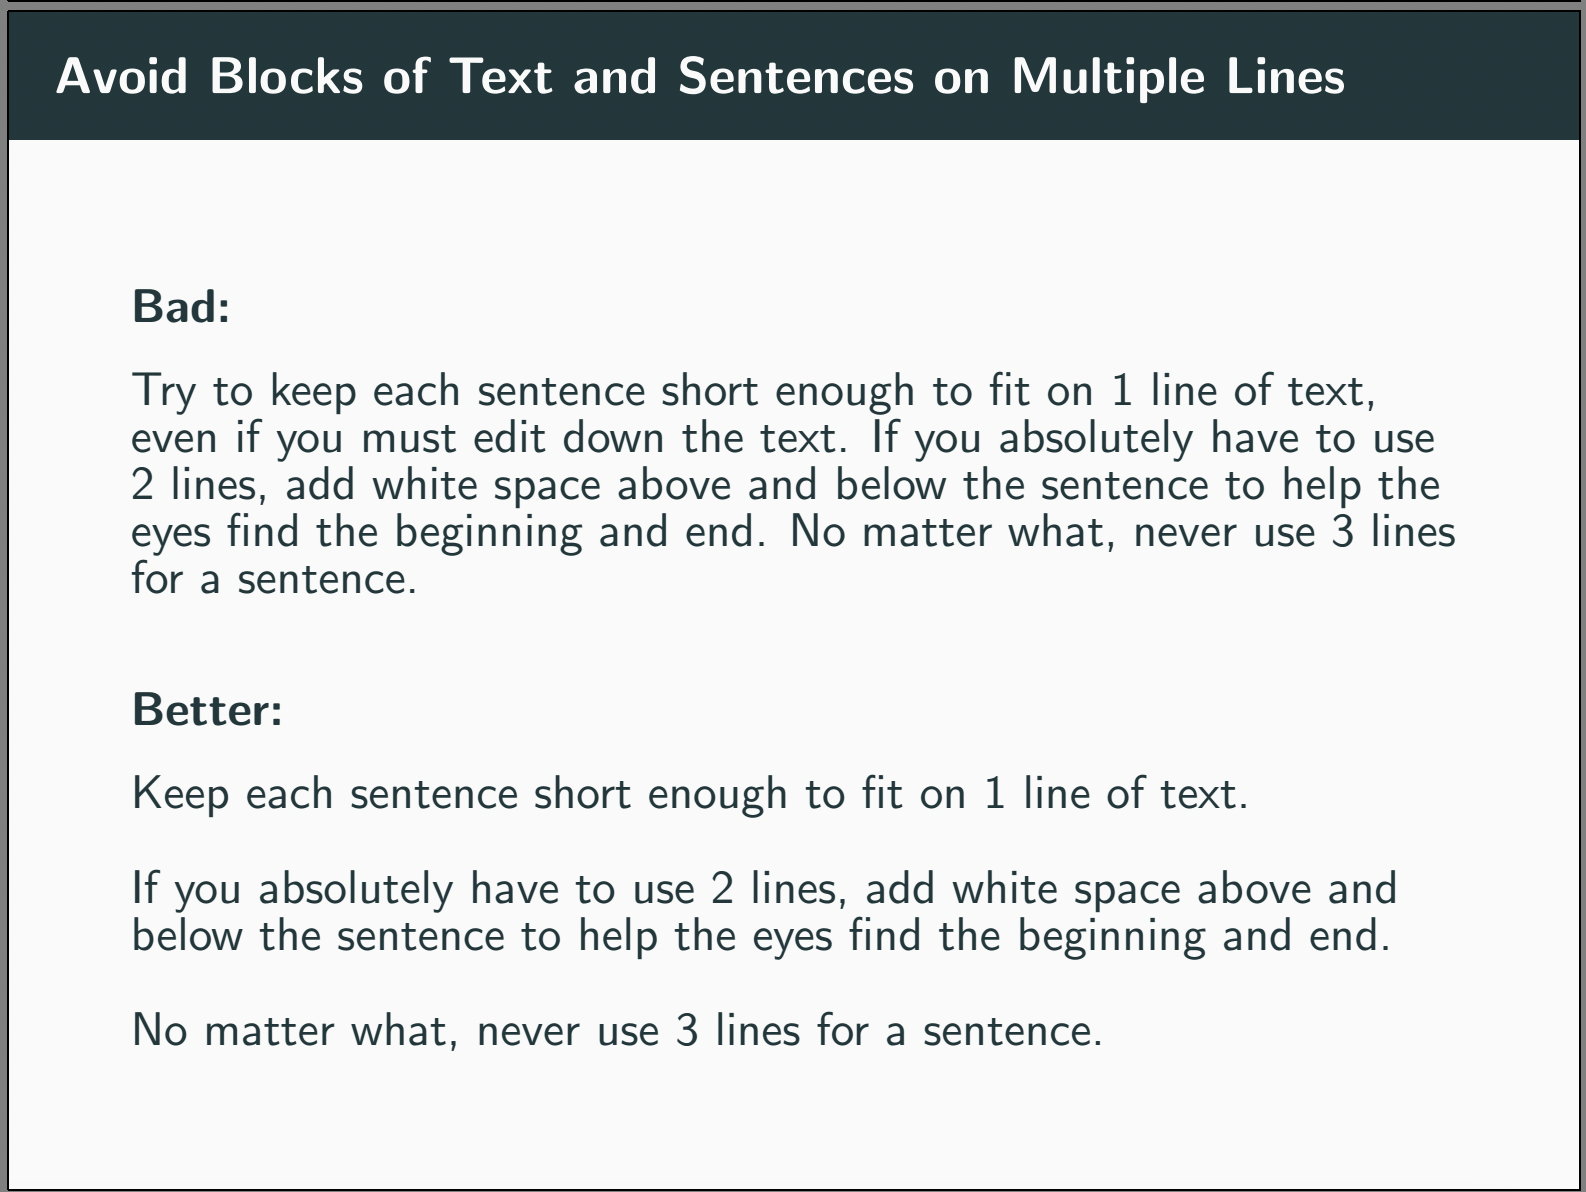 Avoid Blocks of Text and Sentences on Multiple Lines
Bad:
Try to keep each sentence short enough to fit on 1 line of text,
even if you must edit down the text. If you absolutely have to use
2 lines, add white space above and below the sentence to help the
eyes find the beginning and end. No matter what, never use 3 lines
for a sentence.
Better:
Keep each sentence short enough to fit on 1 line of text.
If you absolutely have to use 2 lines, add white space above and
below the sentence to help the eyes find the beginning and end.
No matter what, never use 3 lines for a sentence.